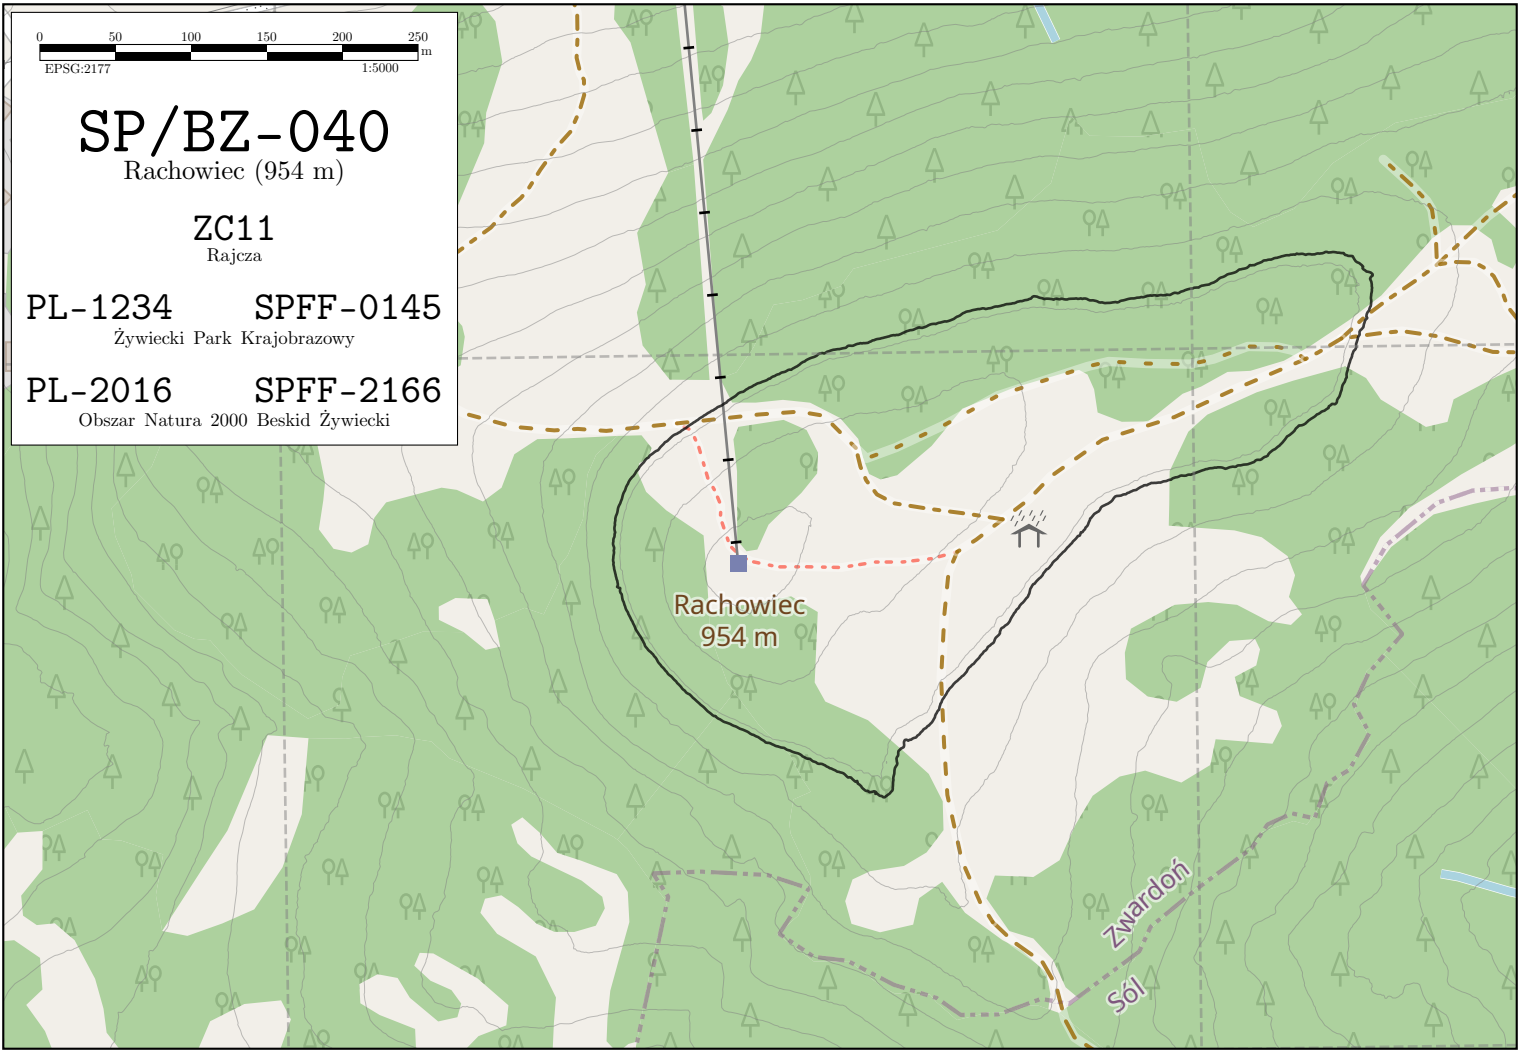 0 50 100 150 200 250
m
EPSG:2177 1:5000
SP/BZ-040
Rachowiec (954 m)
ZC11
Rajcza
PL-1234 SPFF-0145
Żywiecki Park Krajobrazowy
PL-2016 SPFF-2166
Obszar Natura 2000 Beskid Żywiecki
Rachowiec
954 m
Zwardoń
Sól